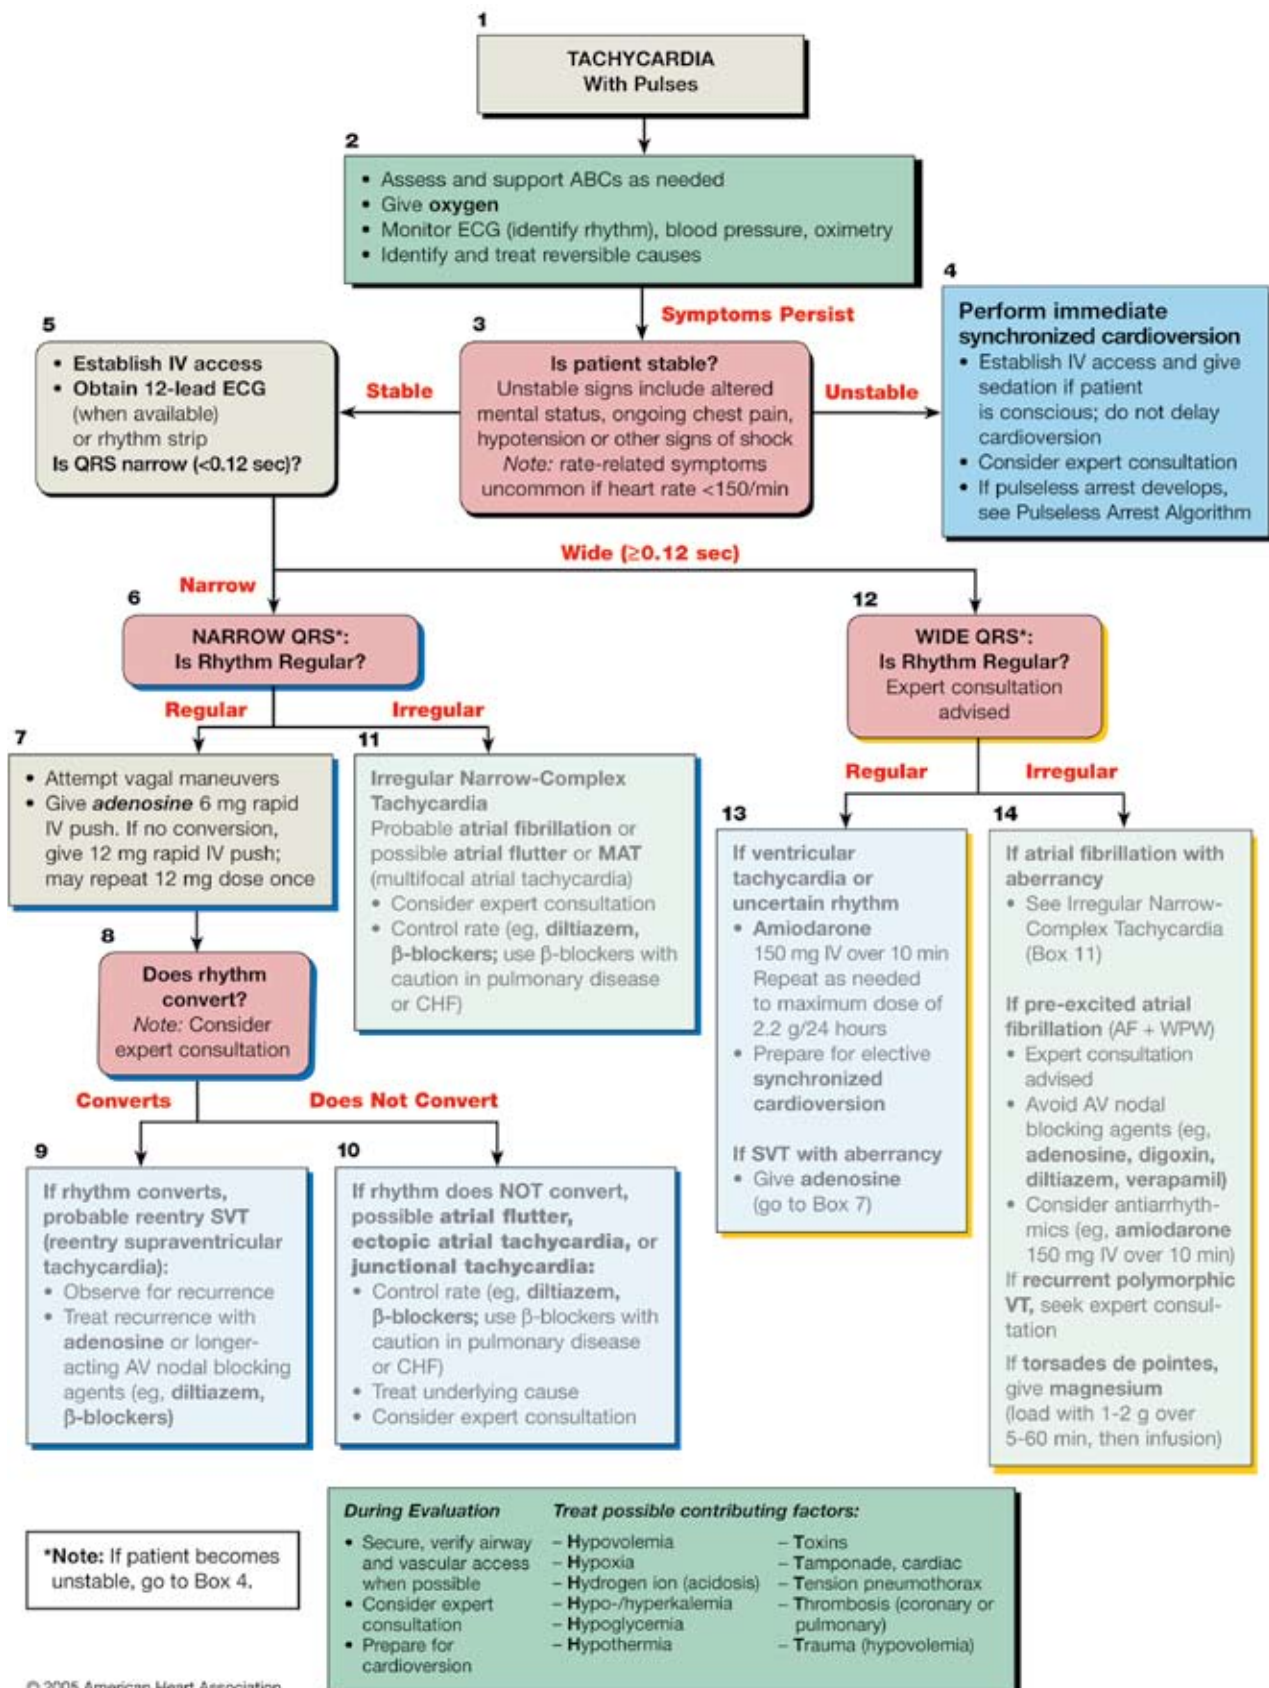 1
TACHYCARDIA
With Pulses
2
• Assess and support ABCs as needed
• Give oxygen
• Monitor ECG (identify rhythm), blood pressure, oximetry
• Identify and treat reversible causes
Symptoms Persist
3
Is patient stable?
Unstable signs include altered
mental status, ongoing chest pain,
hypotension or other signs of shock
Note: rate-related symptoms
uncommon if heart rate <150/min
Stable
Unstable
4
Perform immediate
synchronized cardioversion
• Establish IV access and give
sedation if patient
is conscious; do not delay
cardioversion
• Consider expert consultation
• If pulseless arrest develops,
see Pulseless Arrest Algorithm
5
• Establish IV access
• Obtain 12-lead ECG
(when available)
or rhythm strip
Is QRS narrow (<0.12 sec)?
Wide (≥0.12 sec)
Narrow
6
NARROW QRS*:
Is Rhythm Regular?
Regular
Irregular
7
• Attempt vagal maneuvers
• Give adenosine 6 mg rapid
IV push. If no conversion,
give 12 mg rapid IV push;
may repeat 12 mg dose once
8
Does rhythm
convert?
Note: Consider
expert consultation
Converts
Does Not Convert
9
If rhythm converts,
probable reentry SVT
(reentry supraventricular
tachycardia):
• Observe for recurrence
• Treat recurrence with
adenosine or longer-
acting AV nodal blocking
agents (eg, diltiazem,
β-blockers)
10
If rhythm does NOT convert,
possible atrial flutter,
ectopic atrial tachycardia, or
junctional tachycardia:
• Control rate (eg, diltiazem,
β-blockers; use β-blockers with
caution in pulmonary disease
or CHF)
• Treat underlying cause
• Consider expert consultation
11
Irregular Narrow-Complex
Tachycardia
Probable atrial fibrillation or
possible atrial flutter or MAT
(multifocal atrial tachycardia)
• Consider expert consultation
• Control rate (eg, diltiazem,
β-blockers; use β-blockers with
caution in pulmonary disease
or CHF)
12
WIDE QRS*:
Is Rhythm Regular?
Expert consultation
advised
Regular
Irregular
13
If ventricular
tachycardia or
uncertain rhythm
• Amiodarone
150 mg IV over 10 min
Repeat as needed
to maximum dose of
2.2 g/24 hours
• Prepare for elective
synchronized
cardioversion
If SVT with aberrancy
• Give adenosine
(go to Box 7)
14
If atrial fibrillation with
aberrancy
• See Irregular Narrow-
Complex Tachycardia
(Box 11)
If pre-excited atrial
fibrillation (AF + WPW)
• Expert consultation
advised
• Avoid AV nodal
blocking agents (eg,
adenosine, digoxin,
diltiazem, verapamil)
• Consider antiarrhyth-
mics (eg, amiodarone
150 mg IV over 10 min)
If recurrent polymorphic
VT, seek expert consul-
tation
If torsades de pointes,
give magnesium
(load with 1-2 g over
5-60 min, then infusion)
*Note: If patient becomes
unstable, go to Box 4.
During Evaluation
• Secure, verify airway
and vascular access
when possible
• Consider expert
consultation
• Prepare for
cardioversion
Treat possible contributing factors:
– Hypovolemia
– Hypoxia
– Hydrogen ion (acidosis)
– Hypo-/hyperkalemia
– Hypoglycemia
– Hypothermia
– Toxins
– Tamponade, cardiac
– Tension pneumothorax
– Thrombosis (coronary or
pulmonary)
– Trauma (hypovolemia)
© 2005 American Heart Association